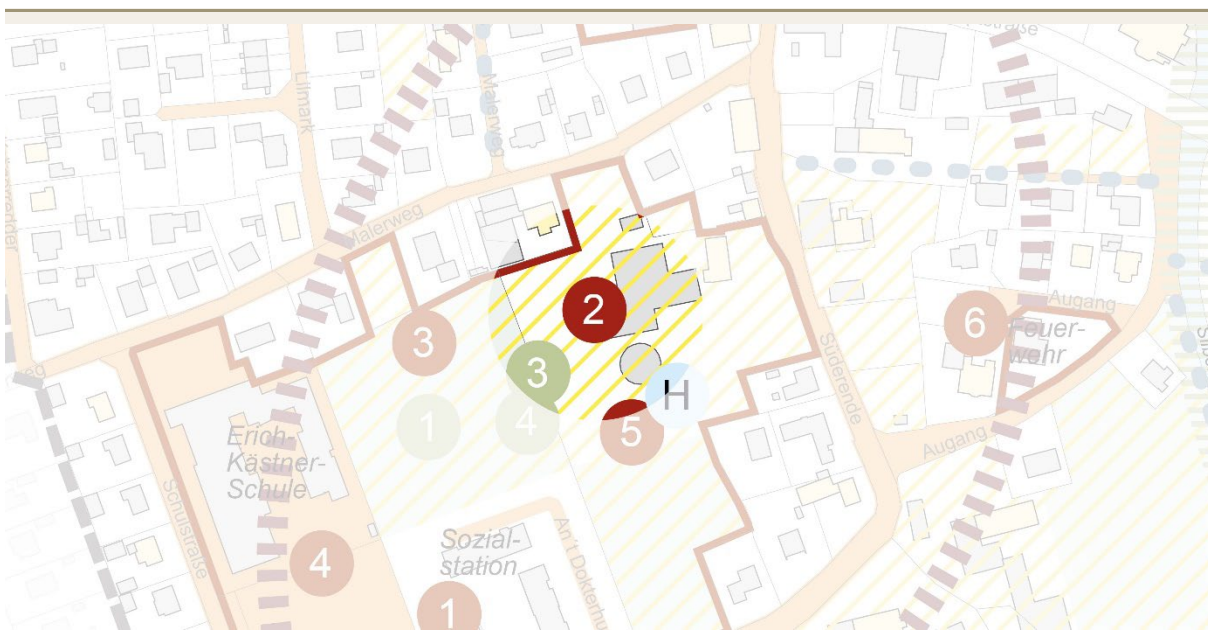 Lilmark
Malerweg
Malerweg
2
3
6
Augang
Feuer-
wehr
3
H
1
4
5
Erich-
Kästner-
Schule
Süderende
Augang
Schulstraße
4
Sozial-
station
An´t Dokterhu
1